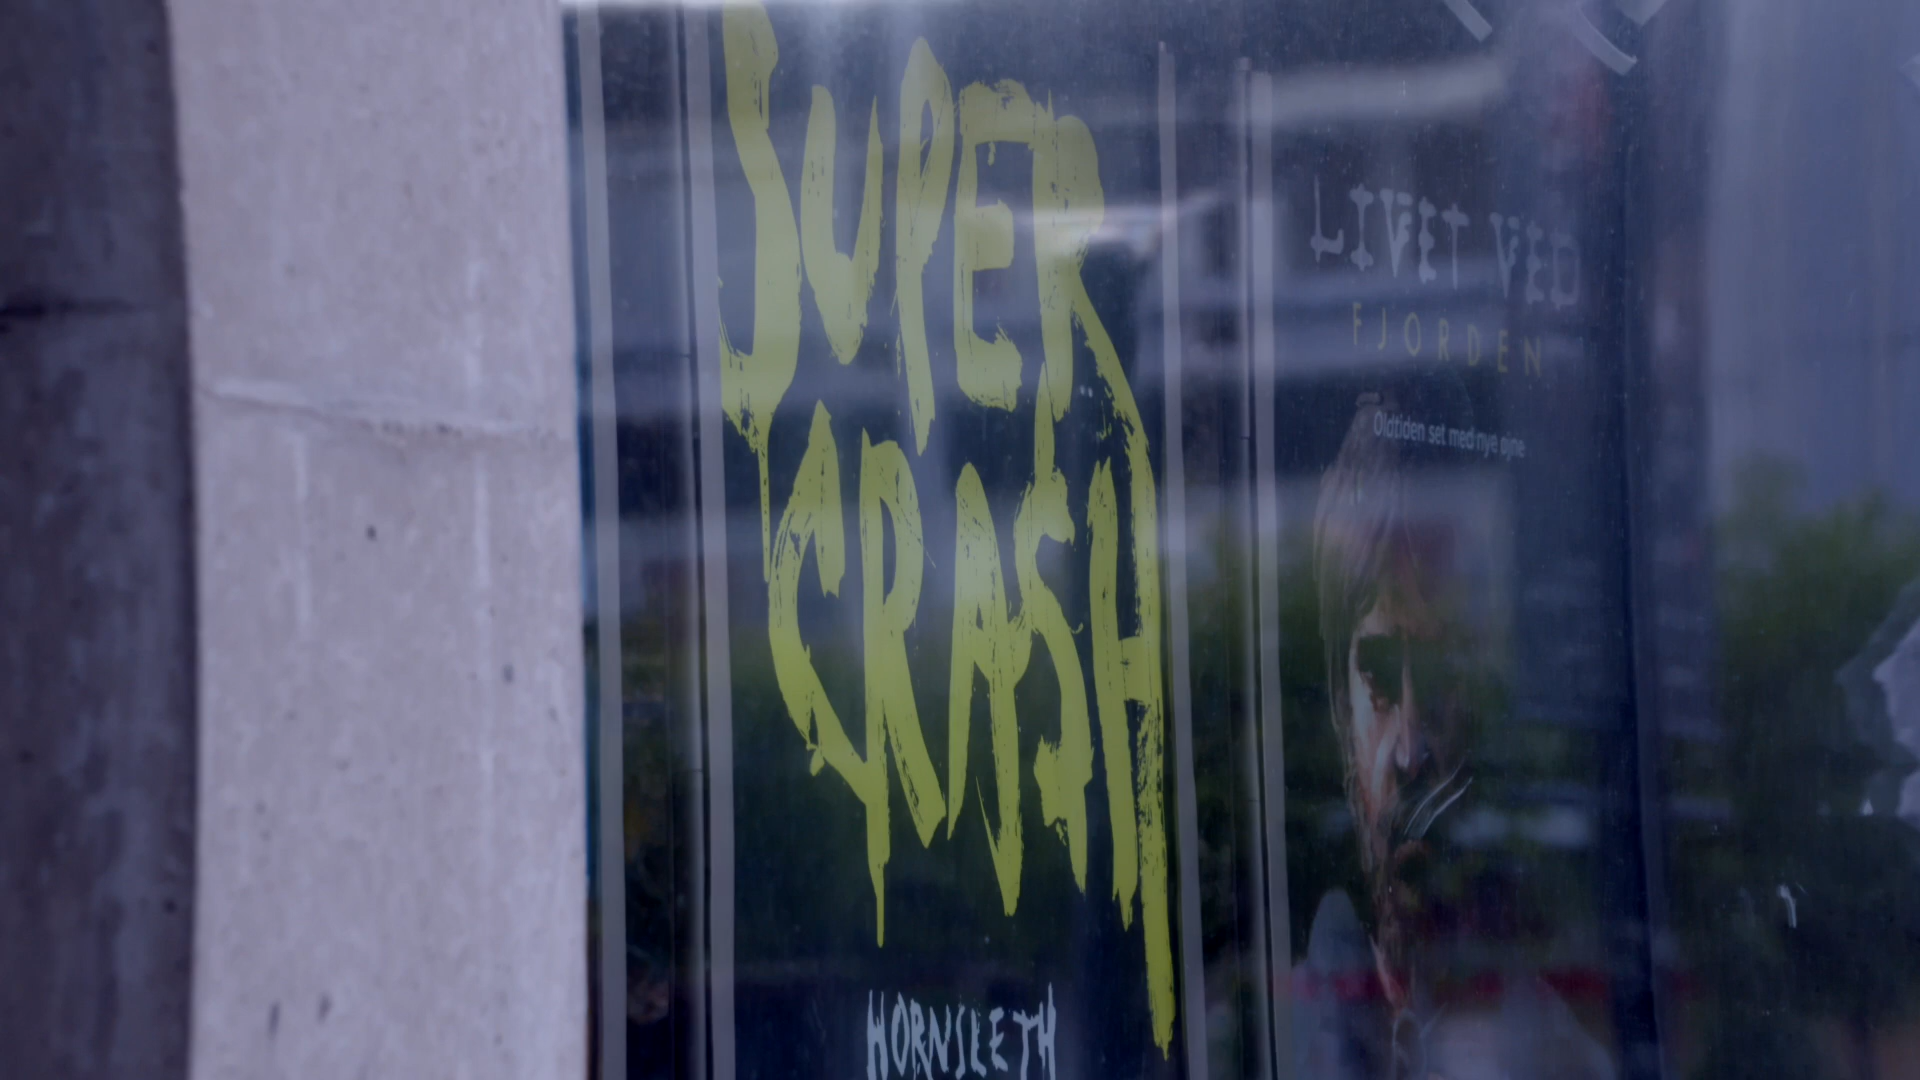 SUPER
CRASH
HORNSLETH
LIVET VED
FJORDEN
Oldtiden set med nye øjne